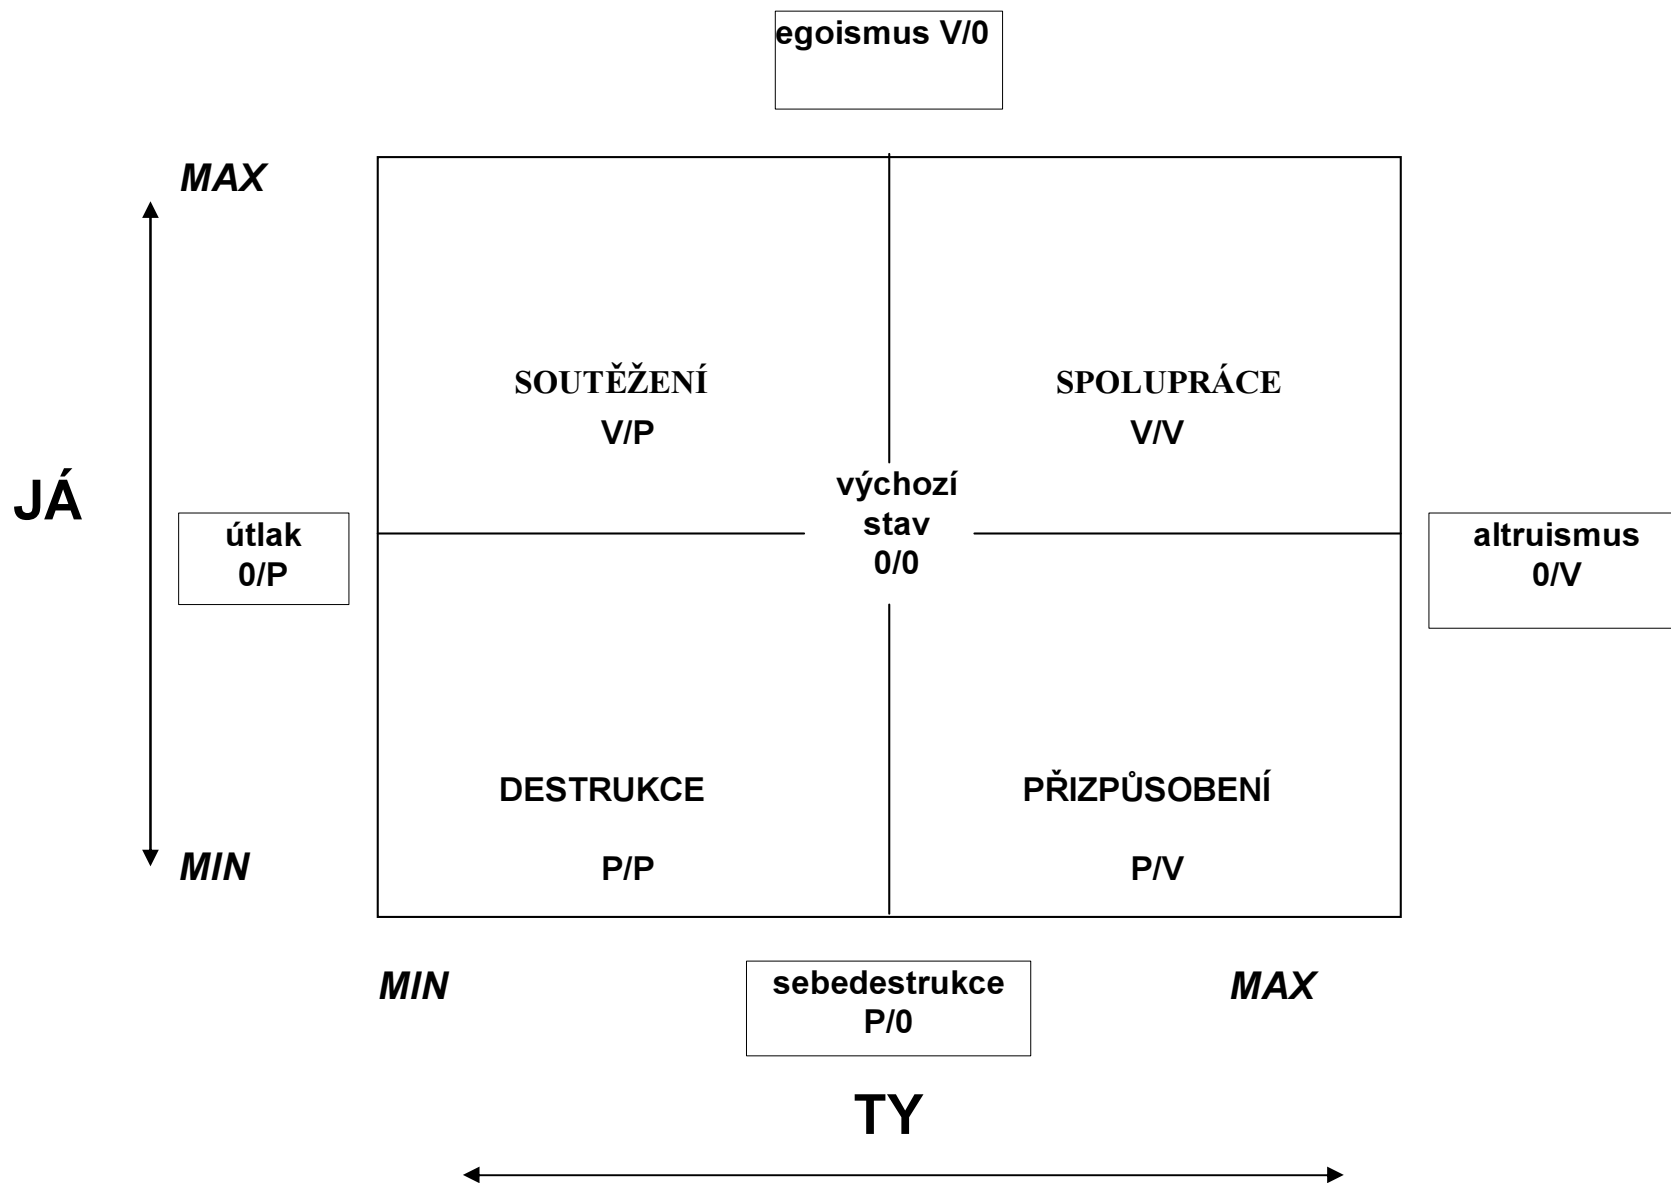 egoismus V/0
MAX
SOUTĚŽENÍ
V/P
SPOLUPRÁCE
V/V
JÁ
výchozí
stav
0/0
útlak
0/P
altruismus
0/V
DESTRUKCE
P/P
PŘIZPŮSOBENÍ
P/V
MIN
MIN
sebedestrukce
P/0
MAX
TY